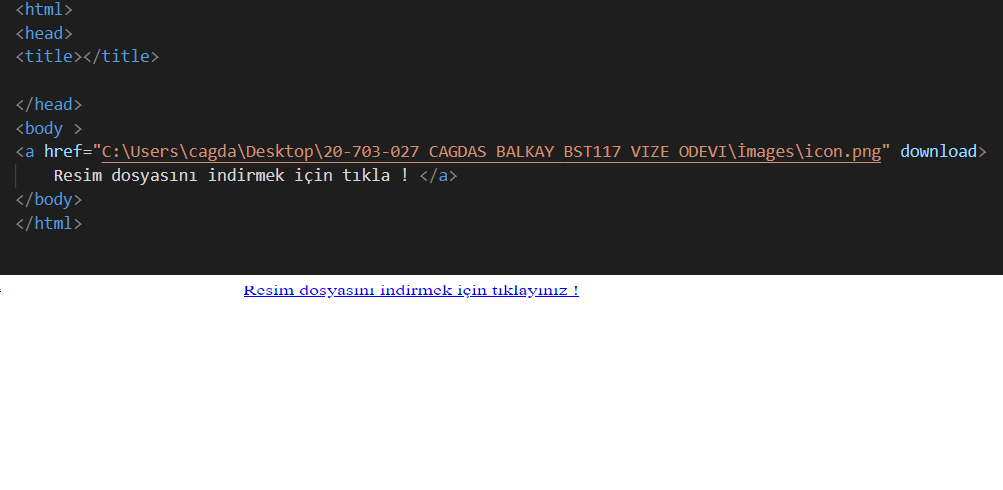 <html>
<head>
<title></title>
</head>
<body >
<a href="C:\Users\cagda\Desktop\20-703-027 CAGDAS BALKAY BST117 VIZE ODEVI\İmages\icon.png" download>
Resim dosyasını indirmek için tıkla ! </a>
</body>
</html>
Resim dosyasını indirmek için tıklayınız !